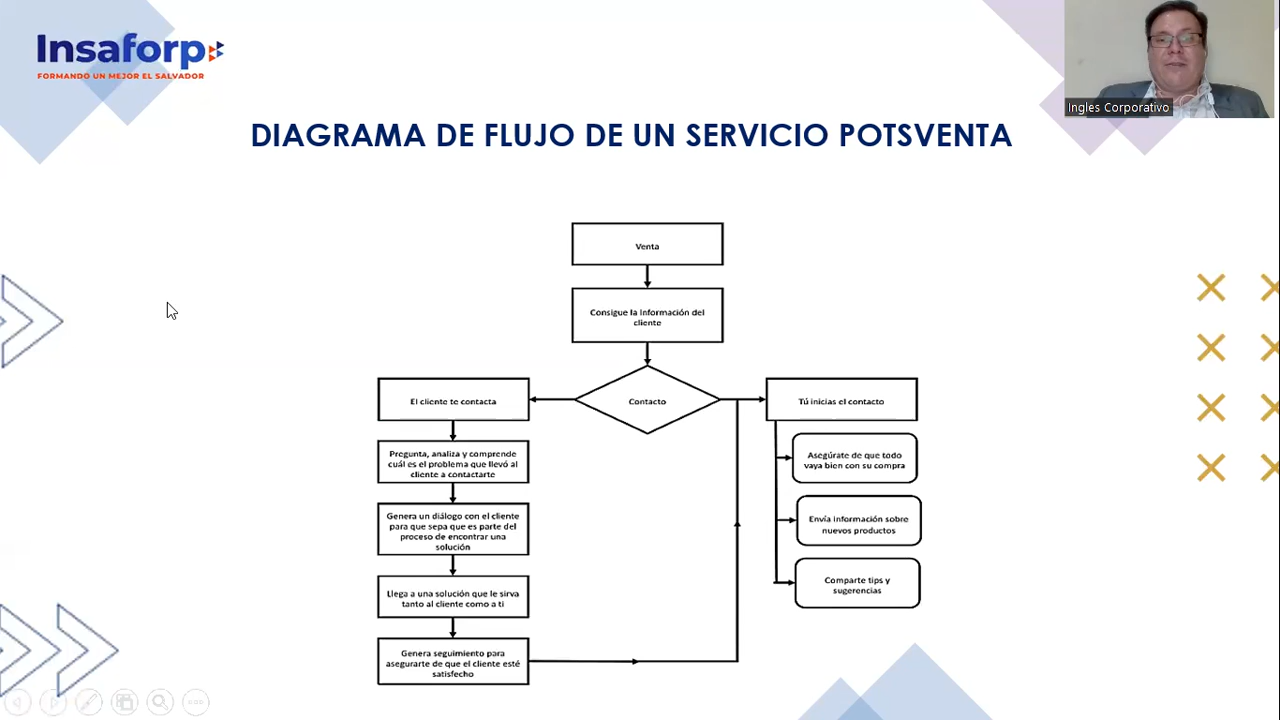 Insaforp
FORMANDO UN MEJOR EL SALVADOR
Ingles Corporativo
DIAGRAMA DE FLUJO DE UN SERVICIO POTSVENTA
Venta
Consigue la información del
cliente
Contacto
El cliente te contacta
Pregunta, analiza y comprende
cuál es el problema que llevó al
cliente a contactarte
Genera un diálogo con el cliente
para que sepa que es parte del
proceso de encontrar una
solución
Llega a una solución que le sirva
tanto al cliente como a ti
Genera seguimiento para
asegurarte de que el cliente esté
satisfecho
Tú inicias el contacto
Asegúrate de que todo
vaya bien con su compra
Envía información sobre
nuevos productos
Comparte tips y
sugerencias